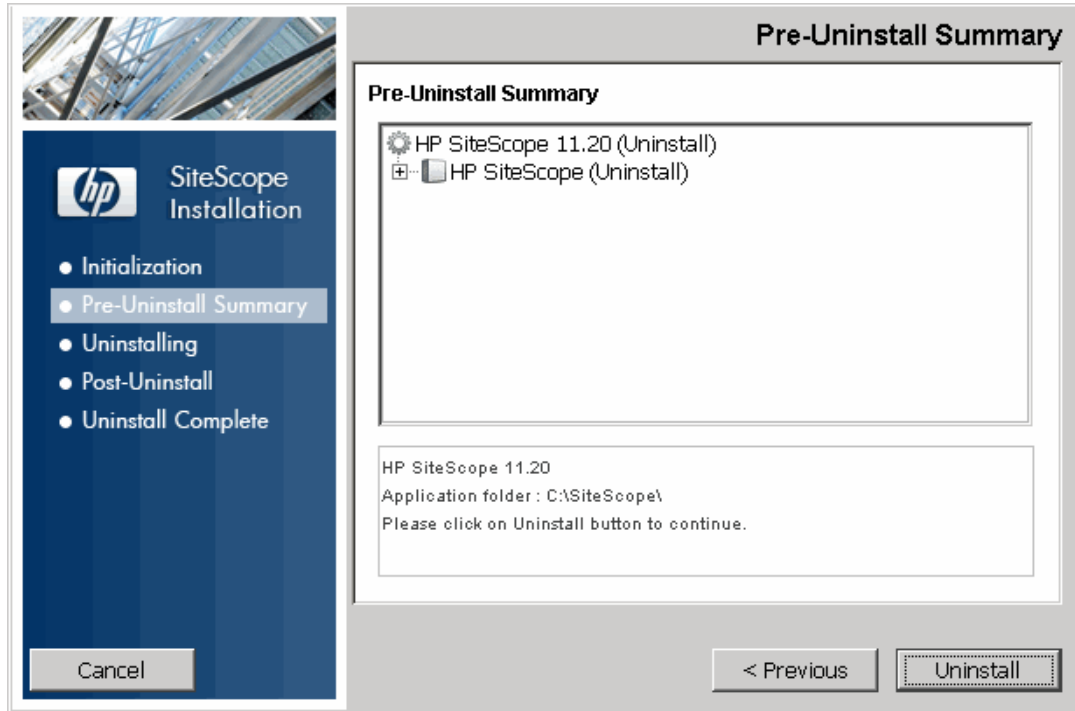 Pre-Uninstall Summary
hp
SiteScope
Installation
Initialization
Pre-Uninstall Summary
Uninstalling
Post-Uninstall
Uninstall Complete
Pre-Uninstall Summary
HP SiteScope 11.20 (Uninstall)
HP SiteScope (Uninstall)
HP SiteScope 11.20
Application folder : C:\SiteScope\
Please click on Uninstall button to continue.
Cancel
< Previous
Uninstall